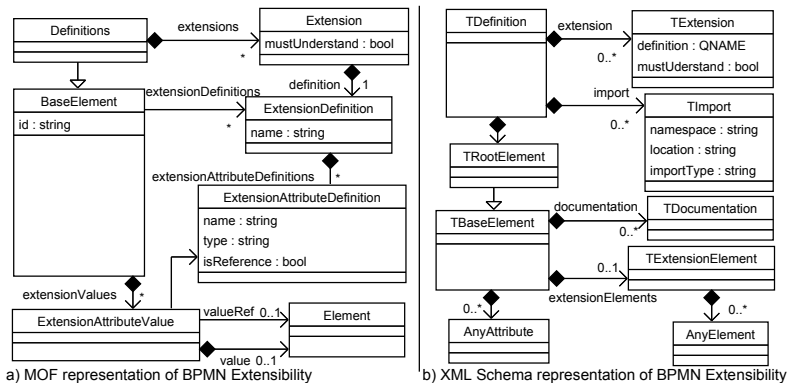 Definitions
extensions
*
Extension
mustUnderstand : bool
definition
1
BaseElement
id : string
extensionDefinitions
*
ExtensionDefinition
name : string
extensionAttributeDefinitions
*
ExtensionAttributeDefinition
name : string
type : string
isReference : bool
extensionValues
*
ExtensionAttributeValue
valueRef
0..1
value
0..1
Element
a) MOF representation of BPMN Extensibility
TDefinition
extension
0..*
TExtension
definition : QNAME
mustUderstand : bool
import
0..*
TImport
namespace : string
location : string
importType : string
TRootElement
TBaseElement
documentation
0..*
TDocumentation
0..1
extensionElements
TExtensionElement
0..*
AnyAttribute
0..*
AnyElement
b) XML Schema representation of BPMN Extensibility